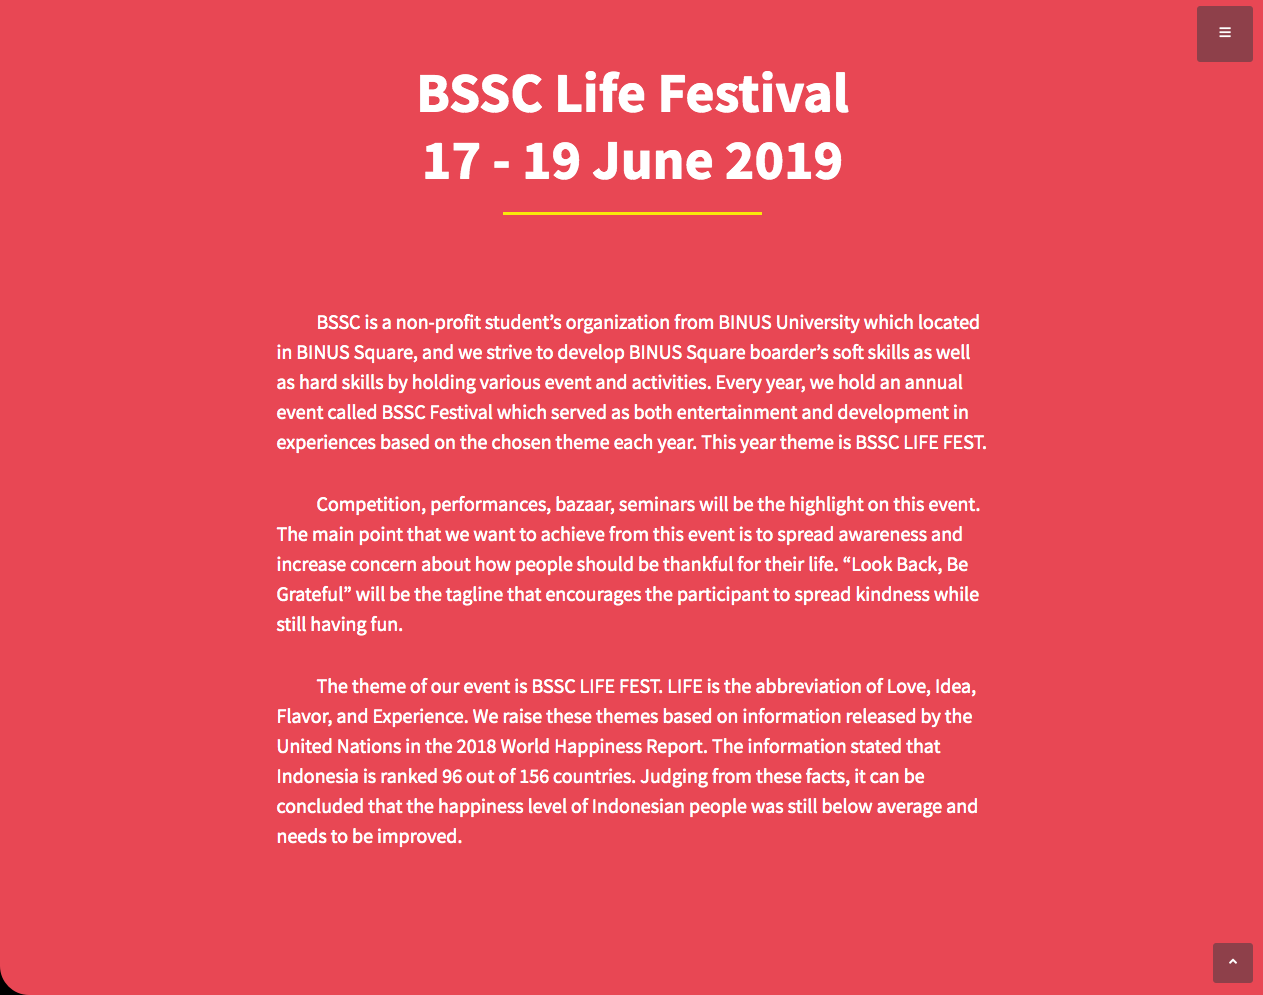 BSSC Life Festival
17 - 19 June 2019
BSSC is a non-profit student’s organization from BINUS University which located
in BINUS Square, and we strive to develop BINUS Square boarder’s soft skills as well
as hard skills by holding various event and activities. Every year, we hold an annual
event called BSSC Festival which served as both entertainment and development in
experiences based on the chosen theme each year. This year theme is BSSC LIFE FEST.
Competition, performances, bazaar, seminars will be the highlight on this event.
The main point that we want to achieve from this event is to spread awareness and
increase concern about how people should be thankful for their life. “Look Back, Be
Grateful” will be the tagline that encourages the participant to spread kindness while
still having fun.
The theme of our event is BSSC LIFE FEST. LIFE is the abbreviation of Love, Idea,
Flavor, and Experience. We raise these themes based on information released by the
United Nations in the 2018 World Happiness Report. The information stated that
Indonesia is ranked 96 out of 156 countries. Judging from these facts, it can be
concluded that the happiness level of Indonesian people was still below average and
needs to be improved.